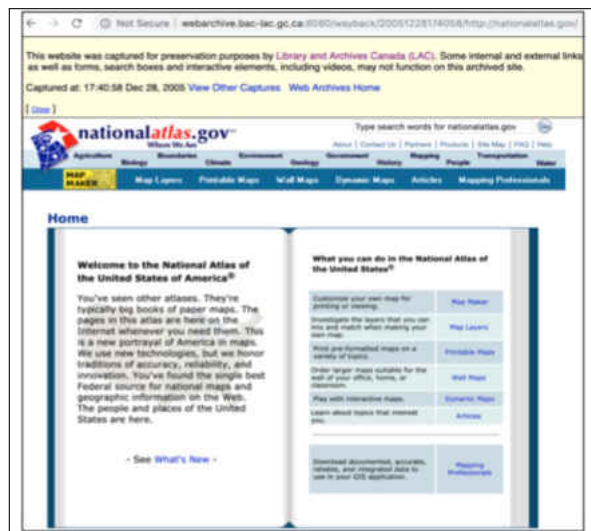 Not Secure | webarchive.bac-lac.gc.ca:8080/wayback/20051228174058/http://nationalatlas.gov/
This website was captured for preservation purposes by Library and Archives Canada (LAC). Some internal and external links
as well as forms, search boxes and interactive elements, including videos, may not function on this archived site.
Captured at: 17:40:58 Dec 28, 2005 View Other Captures Web Archives Home
[ Close ]
nationalatlas.gov™
Where We Are
Type search words for nationalatlas.gov Go
About | Contact Us | Partners | Products | Site Map | FAQ | Help
Agriculture Biology Boundaries Climate Environment Geology Government History Mapping People Transportation Water
MAP MAKER Map Layers Printable Maps Wall Maps Dynamic Maps Articles Mapping Professionals
Home
Welcome to the National Atlas of
the United States of America®
You've seen other atlases. They're
typically big books of paper maps. The
pages in this atlas are here on the
Internet whenever you need them. This
is a new portrayal of America in maps.
We use new technologies, but we honor
traditions of accuracy, reliability, and
innovation. You've found the single best
Federal source for national maps and
geographic information on the Web.
The people and places of the United
States are here.
- See What's New -
What you can do in the National Atlas of
the United States®
Customize your own map for
printing or viewing.
Map Maker
Investigate the layers that you can
mix and match when making your
own map.
Map Layers
Print pre-formatted maps on a
variety of topics.
Printable Maps
Order larger maps suitable for the
wall of your office, home, or
classroom.
Wall Maps
Play with interactive maps.
Dynamic Maps
Learn about topics that interest
you.
Articles
Download documented, accurate,
reliable, and integrated data to
use in your GIS application.
Mapping
Professionals